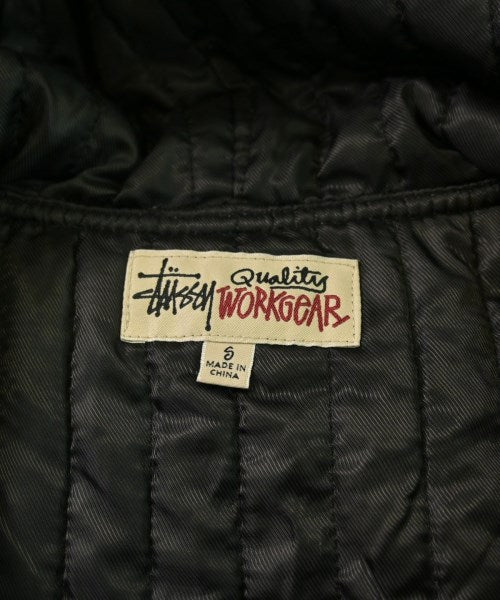 Stüssy Quality
WORKGEAR
S
MADE IN
CHINA